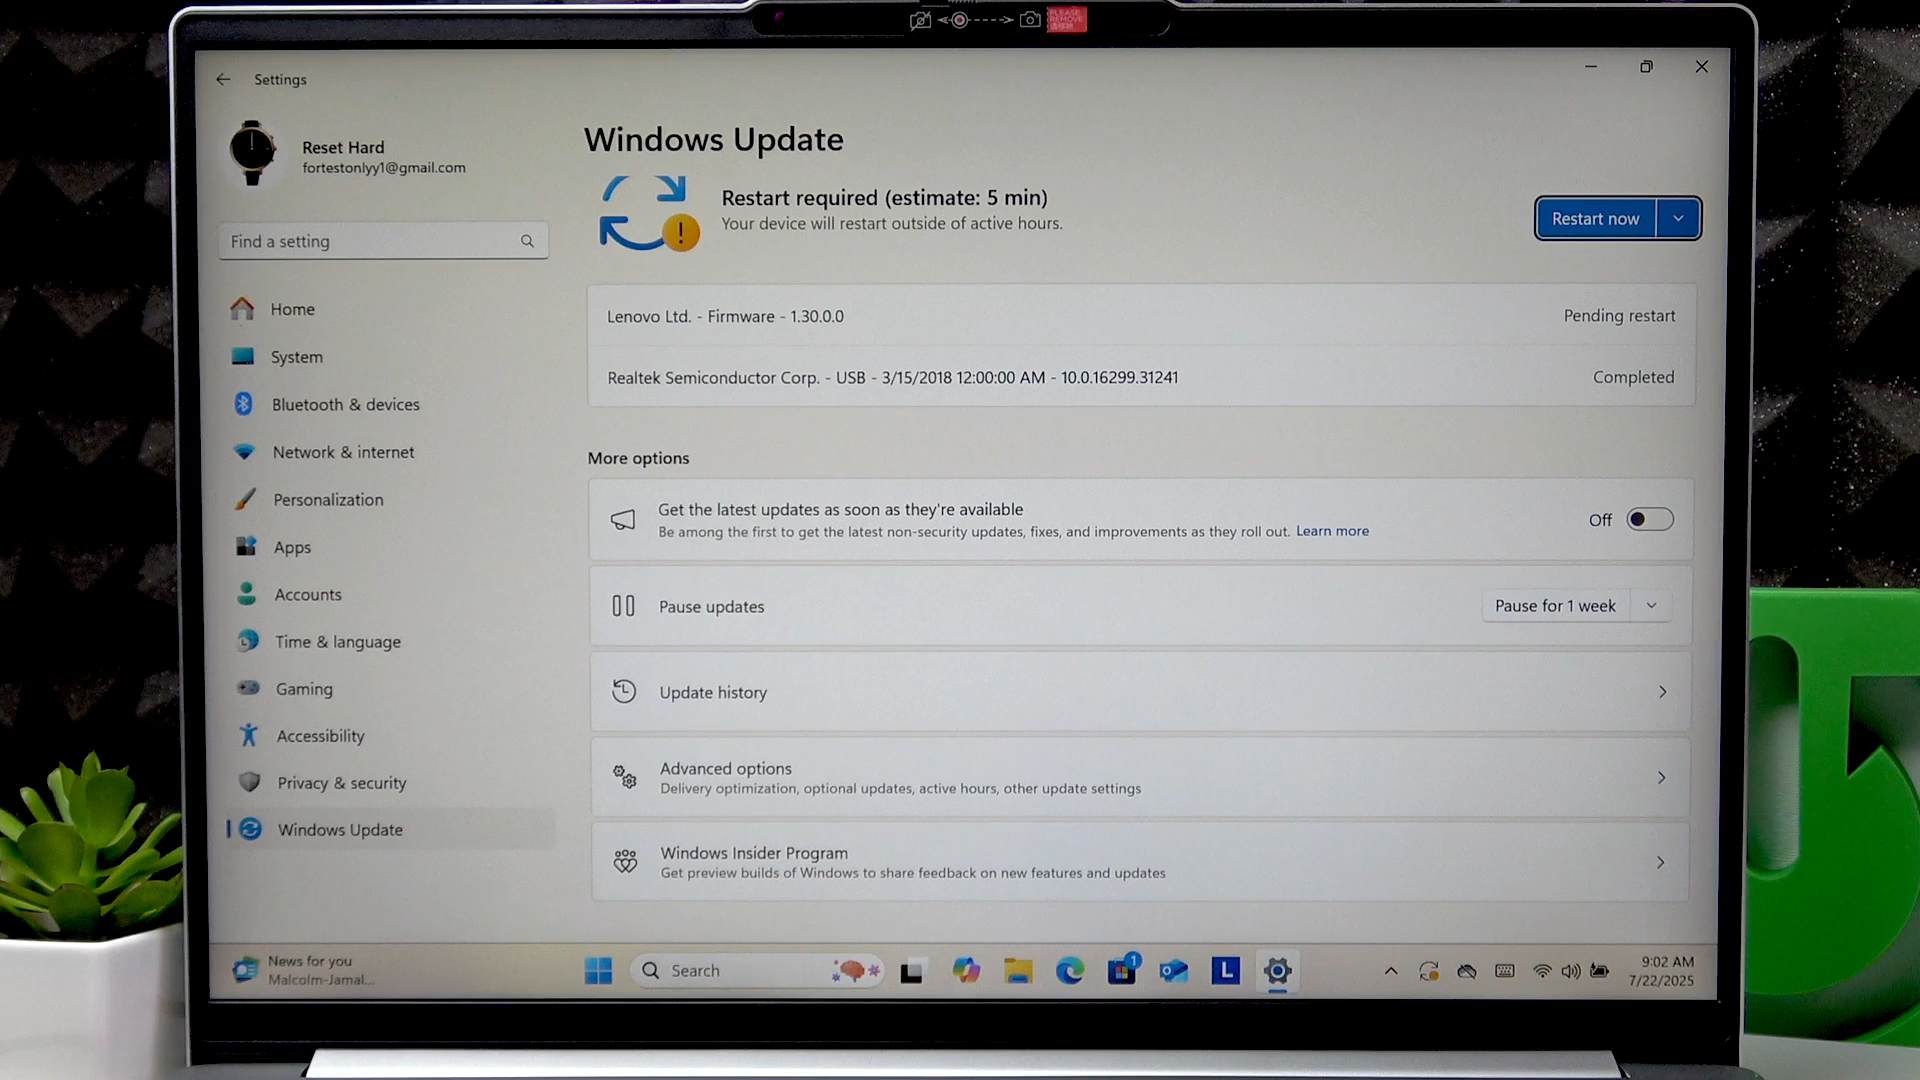 PLEASE
REMOVE
Settings
Reset Hard
fortestonlyy1@gmail.com
Find a setting
Home
System
Bluetooth & devices
Network & internet
Personalization
Apps
Accounts
Time & language
Gaming
Accessibility
Privacy & security
Windows Update
Windows Update
Restart required (estimate: 5 min)
Your device will restart outside of active hours.
Restart now
Lenovo Ltd. - Firmware - 1.30.0.0
Pending restart
Realtek Semiconductor Corp. - USB - 3/15/2018 12:00:00 AM - 10.0.16299.31241
Completed
More options
Get the latest updates as soon as they're available
Be among the first to get the latest non-security updates, fixes, and improvements as they roll out. Learn more
Off
Pause updates
Pause for 1 week
Update history
Advanced options
Delivery optimization, optional updates, active hours, other update settings
Windows Insider Program
Get preview builds of Windows to share feedback on new features and updates
News for you
Malcolm-Jamal...
Search
1
L
9:02 AM
7/22/2025